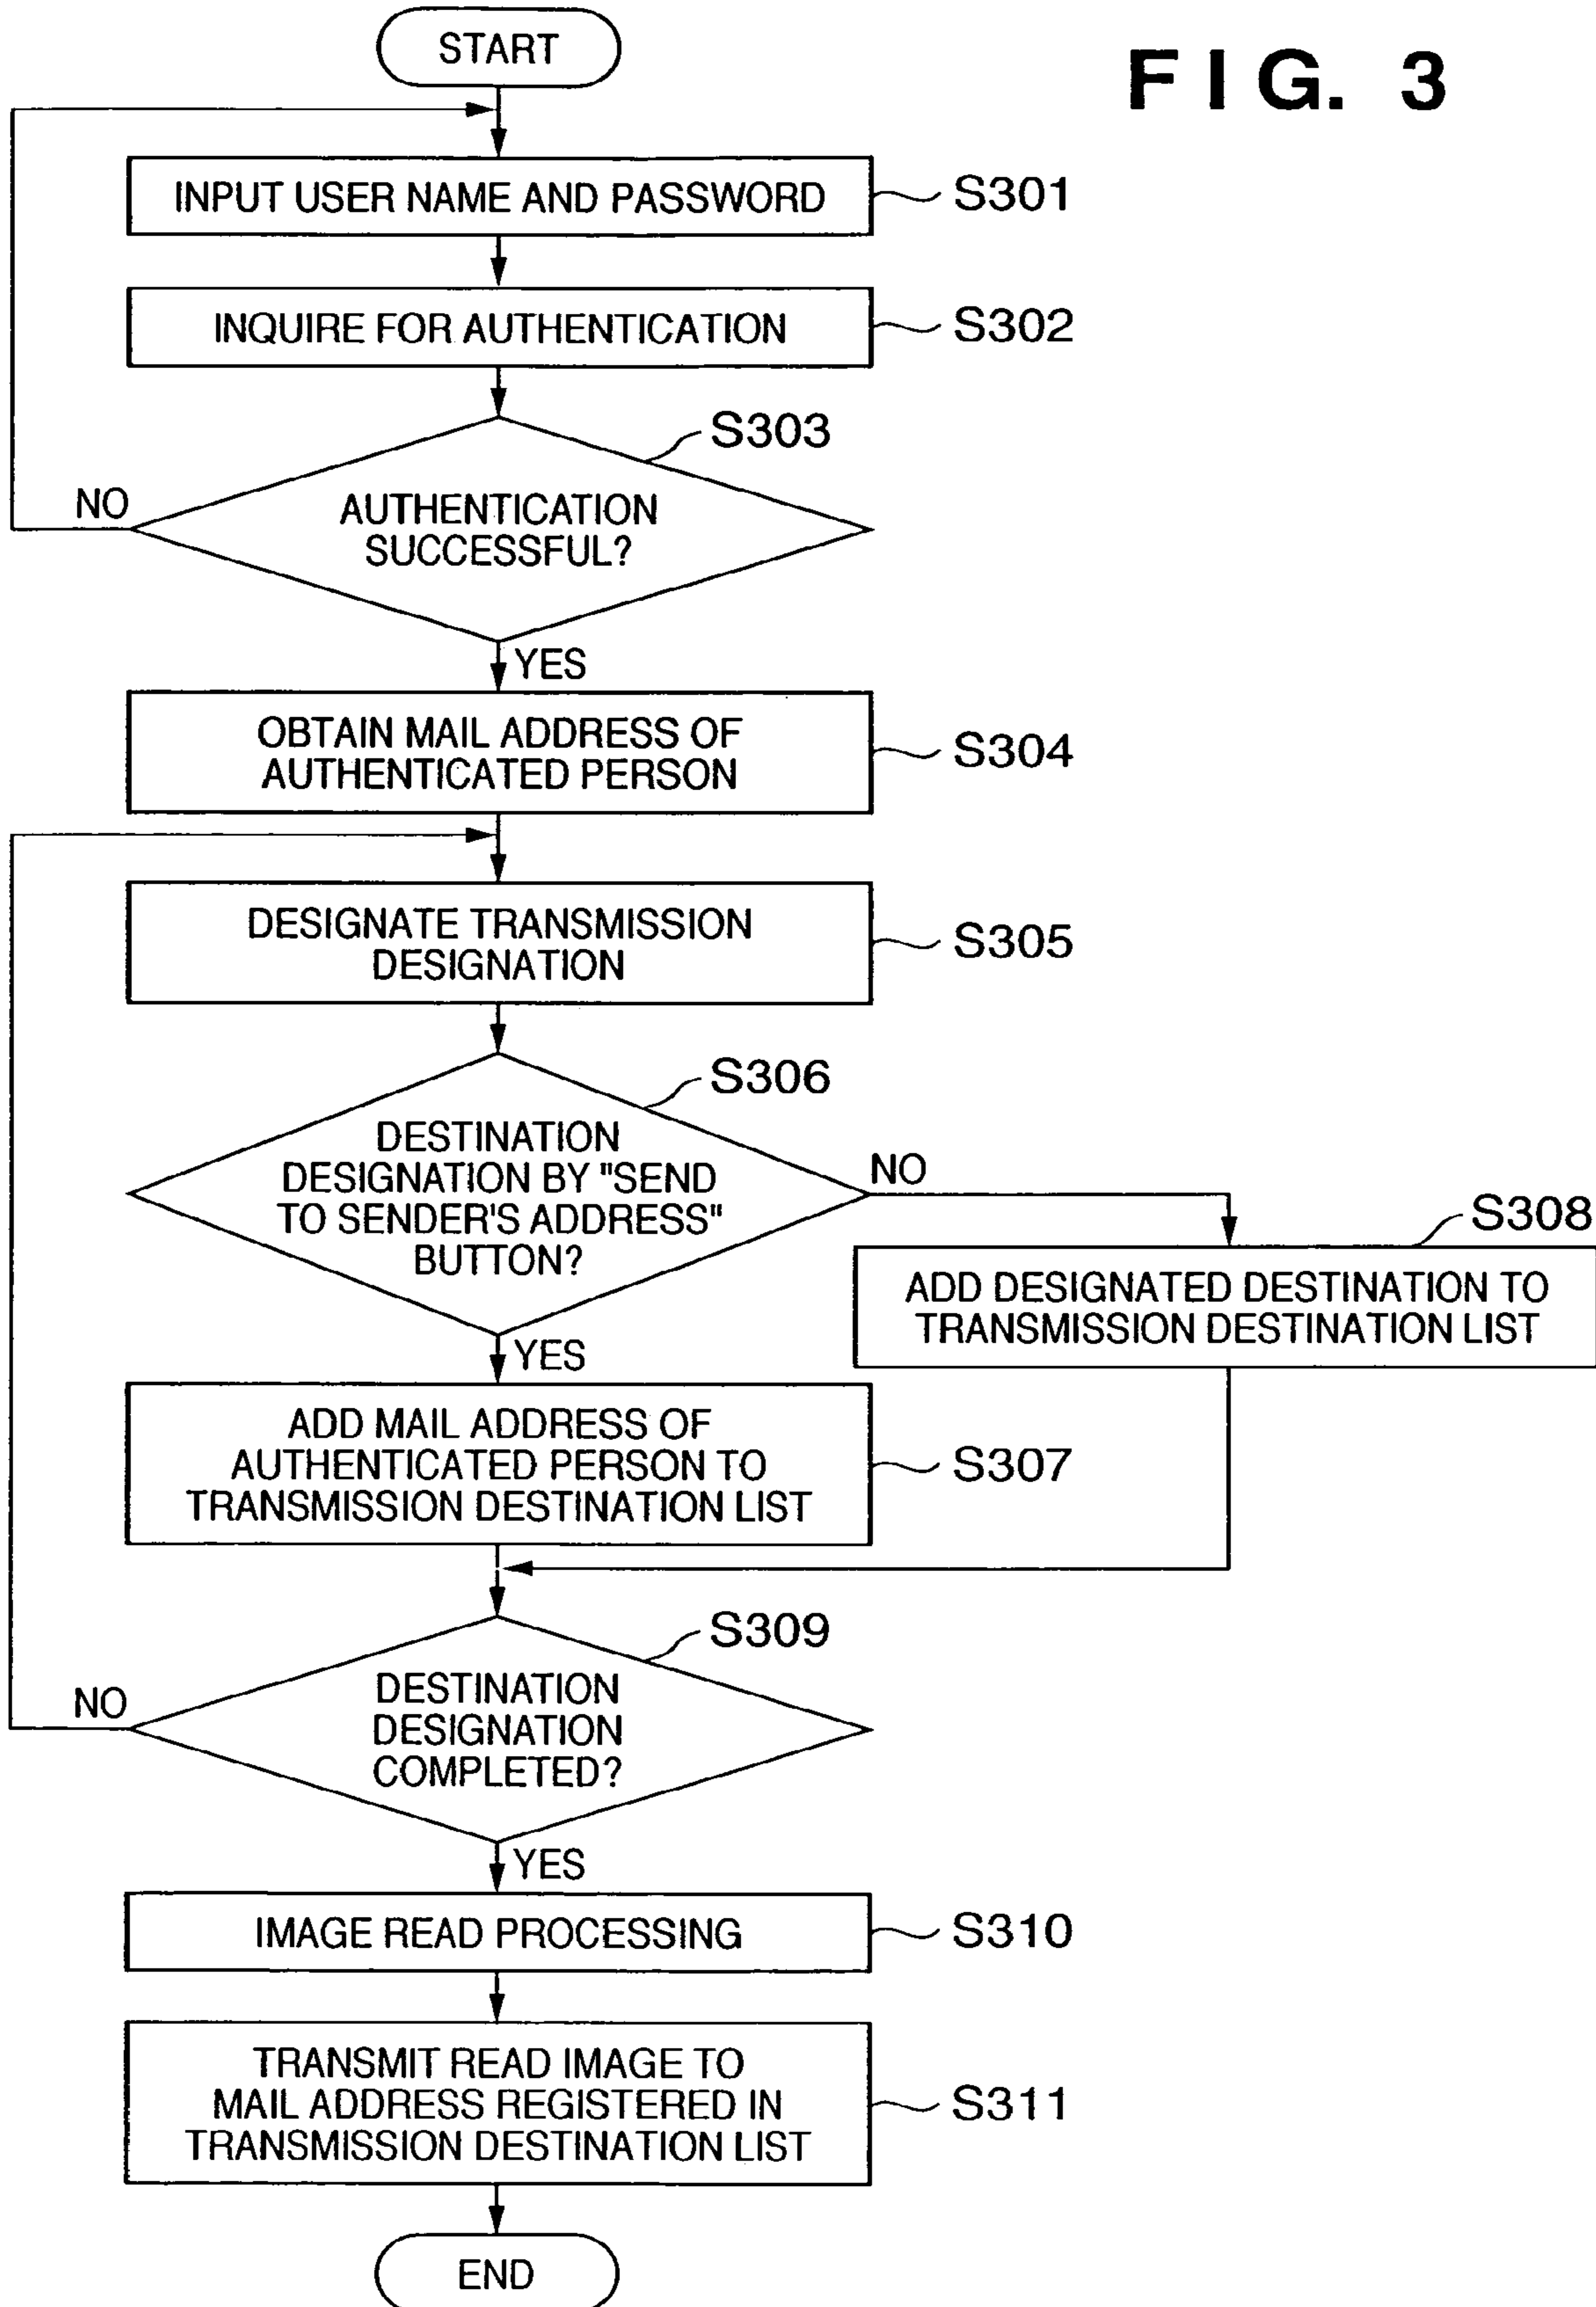 START
FIG. 3
INPUT USER NAME AND PASSWORD
S301
INQUIRE FOR AUTHENTICATION
S302
S303
AUTHENTICATION
SUCCESSFUL?
NO
YES
OBTAIN MAIL ADDRESS OF
AUTHENTICATED PERSON
S304
DESIGNATE TRANSMISSION
DESIGNATION
S305
S306
DESTINATION
DESIGNATION BY "SEND
TO SENDER'S ADDRESS"
BUTTON?
NO
S308
ADD DESIGNATED DESTINATION TO
TRANSMISSION DESTINATION LIST
YES
ADD MAIL ADDRESS OF
AUTHENTICATED PERSON TO
TRANSMISSION DESTINATION LIST
S307
S309
DESTINATION
DESIGNATION
COMPLETED?
NO
YES
IMAGE READ PROCESSING
S310
TRANSMIT READ IMAGE TO
MAIL ADDRESS REGISTERED IN
TRANSMISSION DESTINATION LIST
S311
END